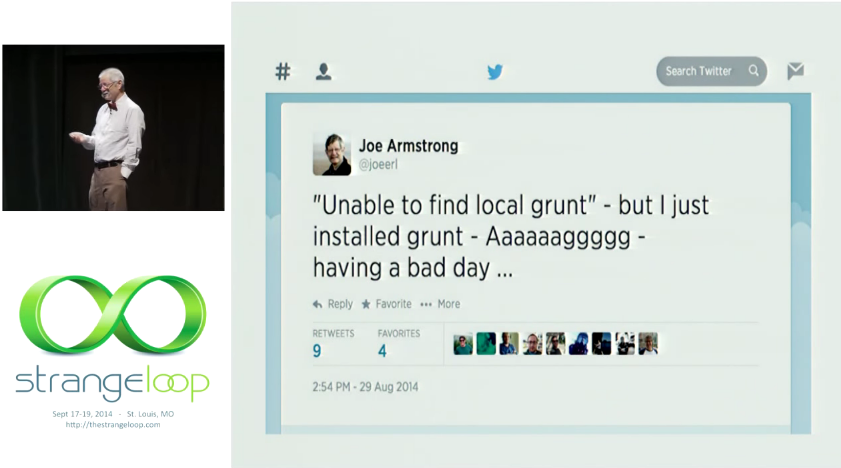 strangeloop
Sept 17-19, 2014 - St. Louis, MO
http://thestrangeloop.com
#
Search Twitter
Joe Armstrong
@joeerl
"Unable to find local grunt" - but I just
installed grunt - Aaaaaaggggg -
having a bad day ...
Reply Favorite ••• More
RETWEETS FAVORITES
9 4
2:54 PM - 29 Aug 2014